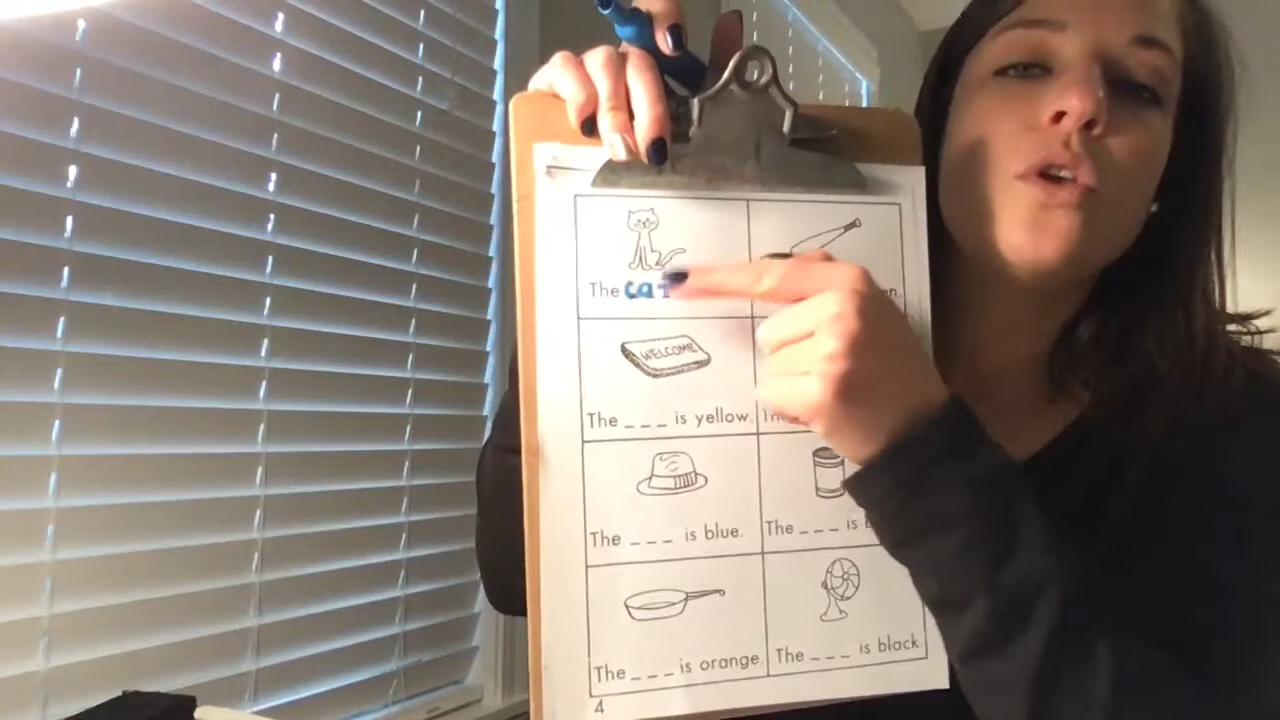 The cat
WELCOME
The _ _ _ is yellow.
The _ _ _ is blue.
The _ _ _ is
The _ _ _ is orange.
The _ _ _ is black.
4